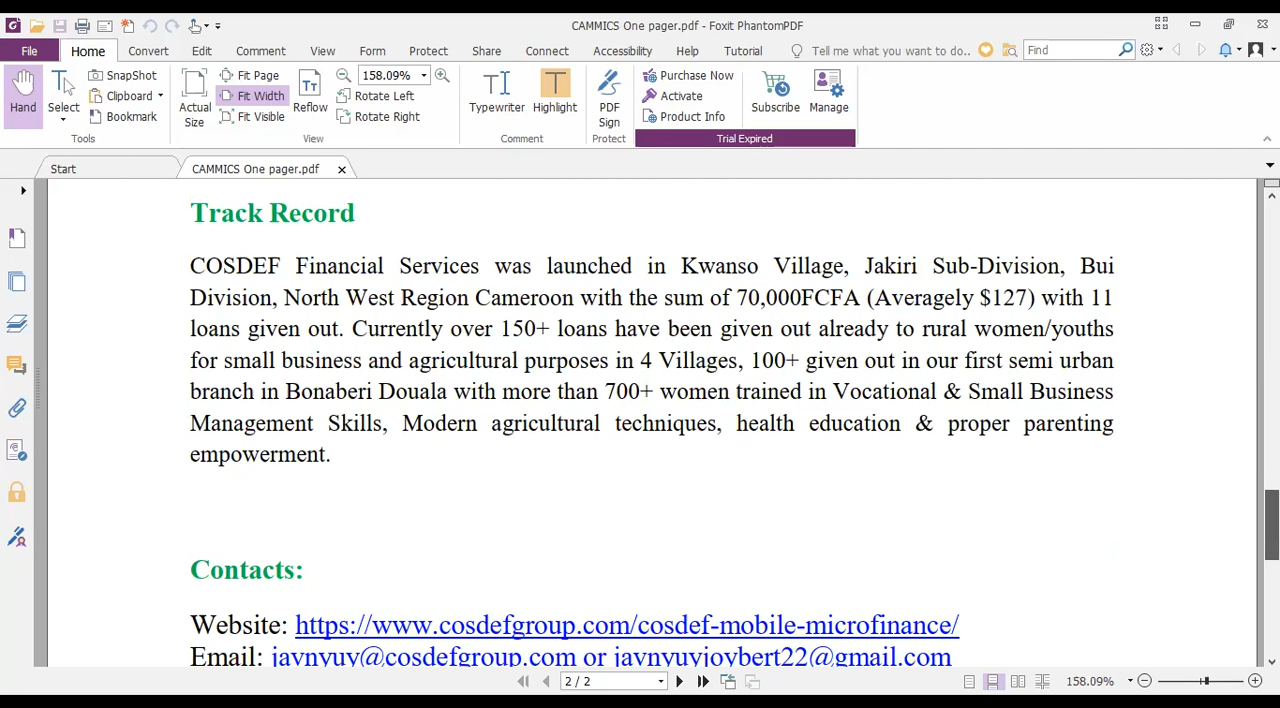 CAMMICS One pager.pdf - Foxit PhantomPDF
File Home Convert Edit Comment View Form Protect Share Connect Accessibility Help Tutorial Tell me what you want to do.. Find
Hand Select SnapShot Clipboard Bookmark Tools
Actual Size Fit Page Fit Width Fit Visible Reflow 158.09% Rotate Left Rotate Right View
Typewriter Highlight Comment
PDF Sign Protect
Purchase Now Activate Product Info Subscribe Manage Trial Expired
Start CAMMICS One pager.pdf
Track Record
COSDEF Financial Services was launched in Kwanso Village, Jakiri Sub-Division, Bui
Division, North West Region Cameroon with the sum of 70,000FCFA (Averagely $127) with 11
loans given out. Currently over 150+ loans have been given out already to rural women/youths
for small business and agricultural purposes in 4 Villages, 100+ given out in our first semi urban
branch in Bonaberi Douala with more than 700+ women trained in Vocational & Small Business
Management Skills, Modern agricultural techniques, health education & proper parenting
empowerment.
Contacts:
Website: https://www.cosdefgroup.com/cosdef-mobile-microfinance/
Email: javnyuy@cosdefgroup.com or javnyuyjoybert22@gmail.com
2 / 2 158.09%